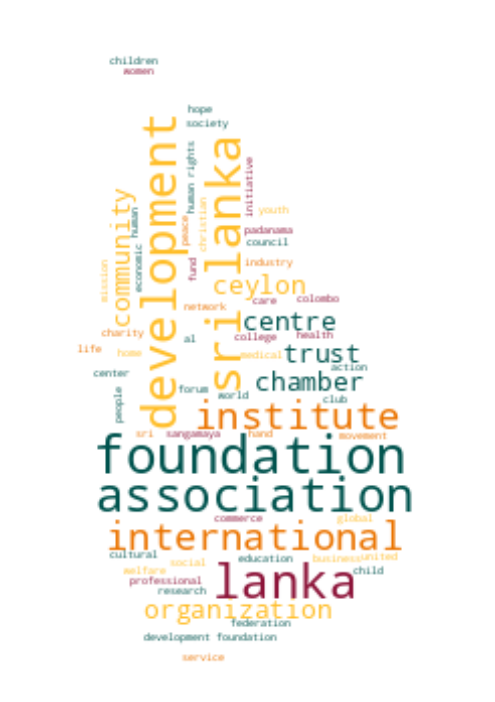 children
women
hope
society
development
sri lanka
human rights
initiative
community
human
christian
youth
peace
padanama
council
economic
mission
fund
industry
ceylon
care
colombo
network
centre
charity
al
college
health
life
home
medical
trust
action
center
chamber
people
forum
world
club
institute
sri
sangamaya
hand
movement
foundation
association
commerce
global
international
cultural
social
education
business
united
welfare
child
professional
lanka
research
organization
federation
development foundation
service